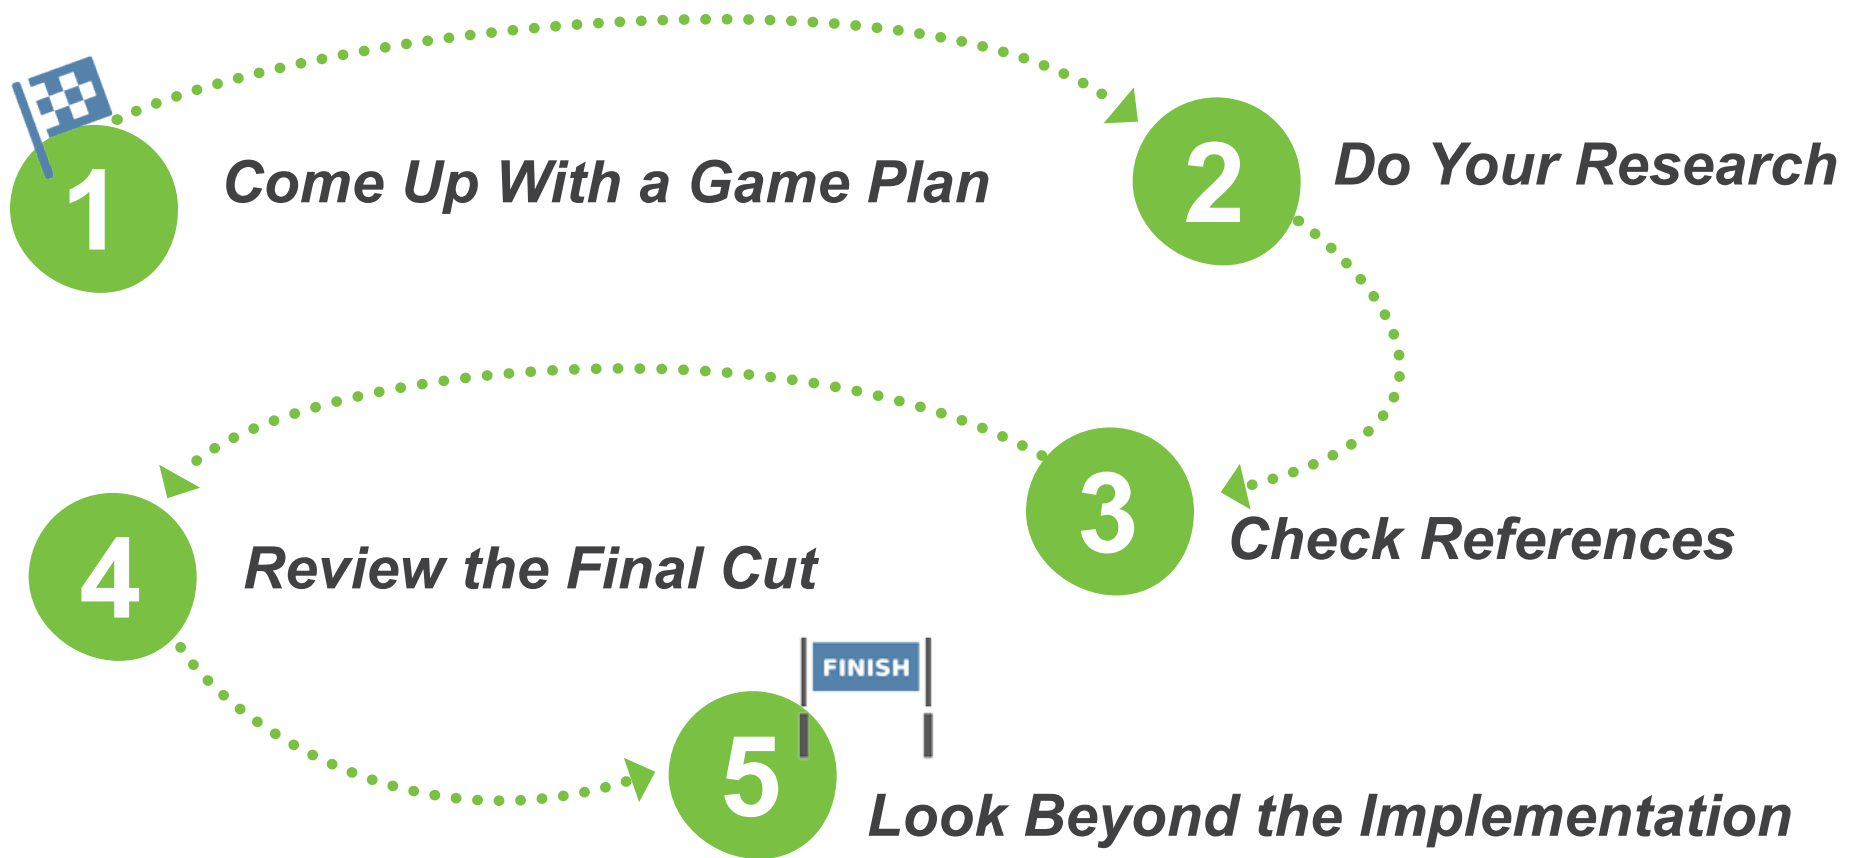 1
Come Up With a Game Plan
2
Do Your Research
3
Check References
4
Review the Final Cut
FINISH
5
Look Beyond the Implementation